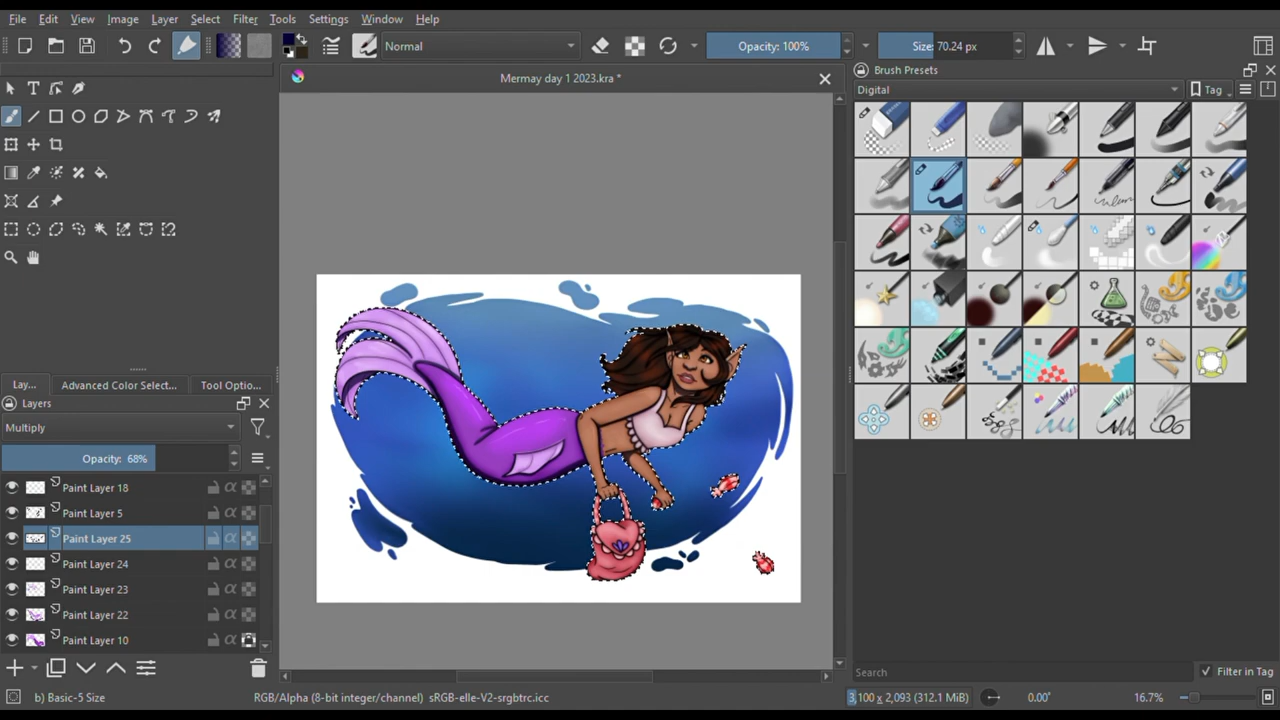 File Edit View Image Layer Select Filter Tools Settings Window Help
Normal
Opacity: 100%
Size: 70.24 px
Mermay day 1 2023.kra *
Brush Presets
Digital
Tag
Lay... Advanced Color Select... Tool Optio...
Layers
Multiply
Opacity: 68%
Paint Layer 18
Paint Layer 5
Paint Layer 25
Paint Layer 24
Paint Layer 23
Paint Layer 22
Paint Layer 10
Search
Filter in Tag
b) Basic-5 Size
RGB/Alpha (8-bit integer/channel) sRGB-elle-V2-srgbtrc.icc
3,100 x 2,093 (312.1 MiB)
0.00°
16.7%